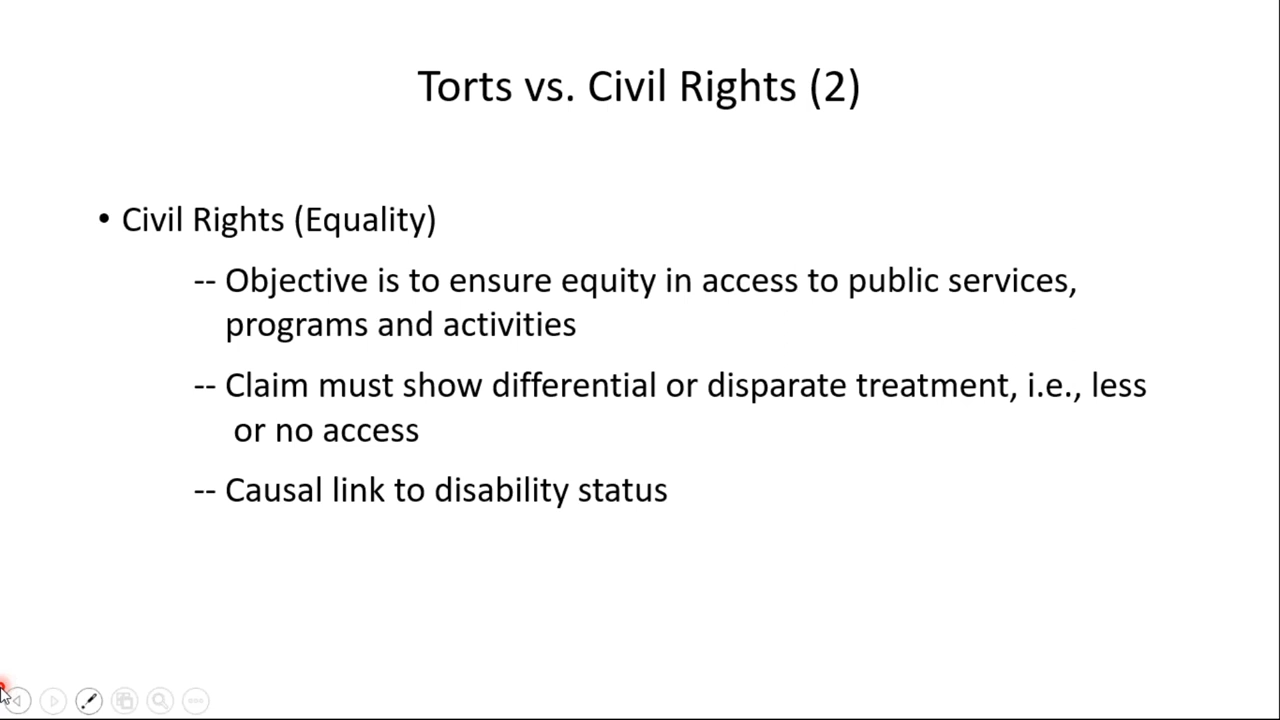 Torts vs. Civil Rights (2)
• Civil Rights (Equality)
-- Objective is to ensure equity in access to public services,
programs and activities
-- Claim must show differential or disparate treatment, i.e., less
or no access
-- Causal link to disability status